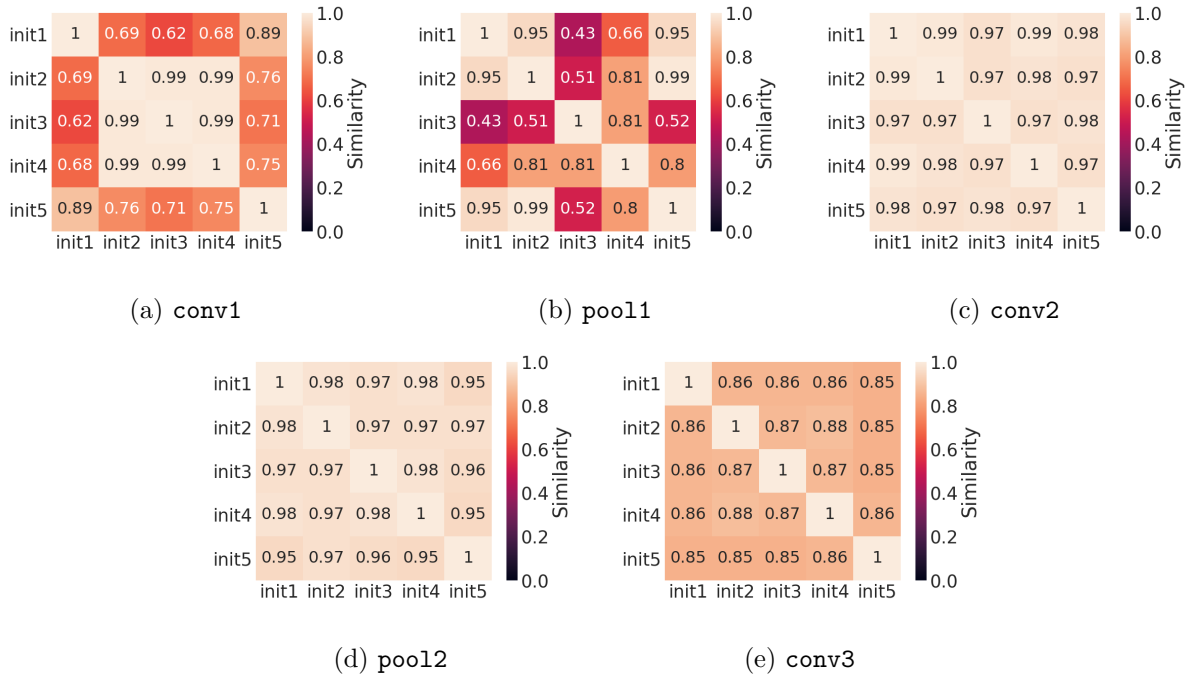 init1 1 0.69 0.62 0.68 0.89
init2 0.69 1 0.99 0.99 0.76
init3 0.62 0.99 1 0.99 0.71
init4 0.68 0.99 0.99 1 0.75
init5 0.89 0.76 0.71 0.75 1
init1 init2 init3 init4 init5
1.0
0.8
0.6
0.4
0.2
0.0
Similarity
(a) conv1
init1 1 0.95 0.43 0.66 0.95
init2 0.95 1 0.51 0.81 0.99
init3 0.43 0.51 1 0.81 0.52
init4 0.66 0.81 0.81 1 0.8
init5 0.95 0.99 0.52 0.8 1
init1 init2 init3 init4 init5
1.0
0.8
0.6
0.4
0.2
0.0
Similarity
(b) pool1
init1 1 0.99 0.97 0.99 0.98
init2 0.99 1 0.97 0.98 0.97
init3 0.97 0.97 1 0.97 0.98
init4 0.99 0.98 0.97 1 0.97
init5 0.98 0.97 0.98 0.97 1
init1 init2 init3 init4 init5
1.0
0.8
0.6
0.4
0.2
0.0
Similarity
(c) conv2
init1 1 0.98 0.97 0.98 0.95
init2 0.98 1 0.97 0.97 0.97
init3 0.97 0.97 1 0.98 0.96
init4 0.98 0.97 0.98 1 0.95
init5 0.95 0.97 0.96 0.95 1
init1 init2 init3 init4 init5
1.0
0.8
0.6
0.4
0.2
0.0
Similarity
(d) pool2
init1 1 0.86 0.86 0.86 0.85
init2 0.86 1 0.87 0.88 0.85
init3 0.86 0.87 1 0.87 0.85
init4 0.86 0.88 0.87 1 0.86
init5 0.85 0.85 0.85 0.86 1
init1 init2 init3 init4 init5
1.0
0.8
0.6
0.4
0.2
0.0
Similarity
(e) conv3